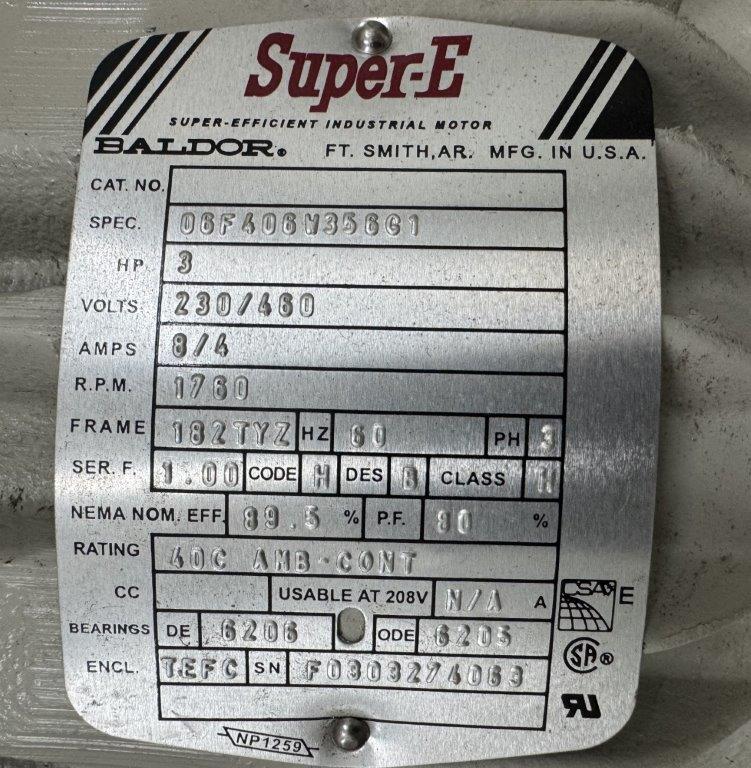 Super-E
SUPER-EFFICIENT INDUSTRIAL MOTOR
BALDOR. FT. SMITH, AR. MFG. IN U.S.A.
CAT. NO.
SPEC. 06F406W356G1
HP 3
VOLTS 230/460
AMPS 8/4
R.P.M. 1760
FRAME 182TYZ HZ 60 PH 3
SER. F. 1.00 CODE H DES B CLASS H
NEMA NOM. EFF. 89.5 % P.F. 80 %
RATING 40C AMB-CONT
CC USABLE AT 208V N/A A
CSA E
BEARINGS DE 6206 ODE 6205
SA ®
ENCL. TEFC SN F0303274063
RU
NP1259